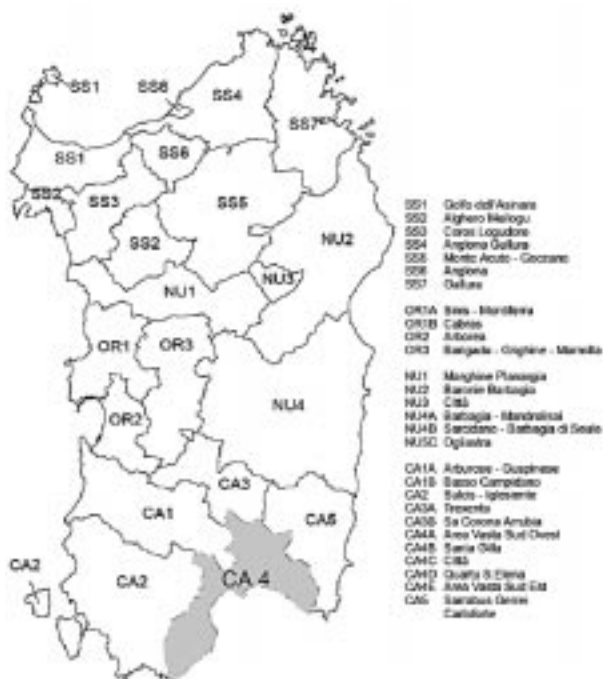 SS1
SS6
SS4
SS7
SS1
SS6
SS2
SS3
SS5
SS2
NU2
NU3
NU1
OR1
OR3
OR2
NU4
CA3
CA1
CA5
CA2
CA2
CA 4
SS1 Golfo dell'Asinara
SS2 Alghero Meilogu
SS3 Coros Logudoro
SS4 Anglona Gallura
SS5 Monte Acuto - Goceano
SS6 Anglona
SS7 Gallura
OR1A - Montiferru
OR1B Cabras
OR2 Arborea
OR3 Barigadu - Grighine - Marmilla
NU1 Marghine Planargia
NU2 Baronie Barbagia
NU3 Città
NU4A Barbagia - Mandrolisai
NU4B Sarcidano - Barbagia di Seulo
NU5C Ogliastra
CA1A Arburese - Guspinese
CA1B Basso Campidano
CA2 Sulcis - Iglesiente
CA3A Trexenta
CA3B Sa Corona Arrubia
CA4A Area Vasta Sud Ovest
CA4B Santa Gilla
CA4C Città
CA4D Quartu S.Elena
CA4E Area Vasta Sud Est
CA5 Sarrabus Gerrei
Carloforte